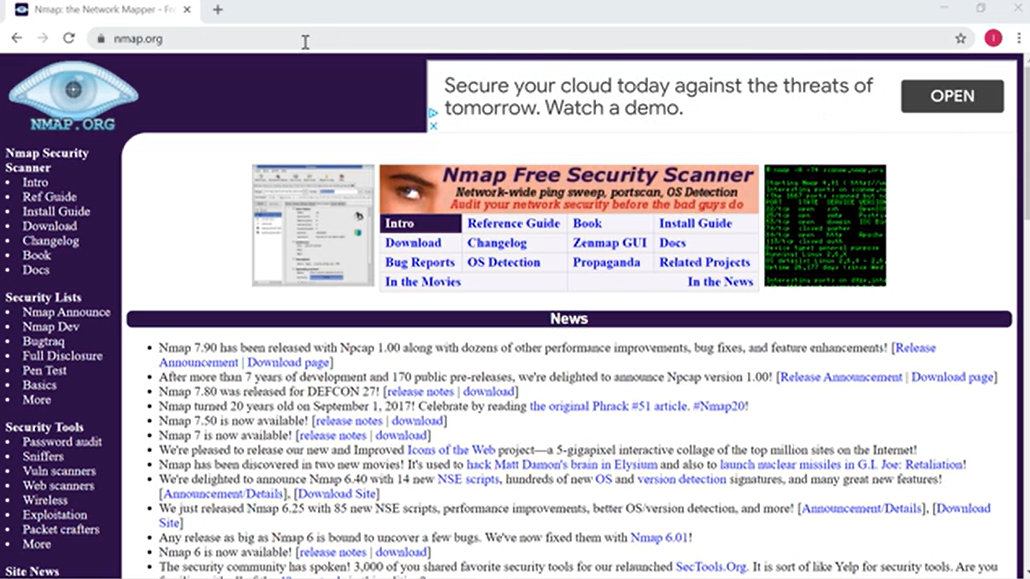 Nmap: the Network Mapper - Fr
nmap.org
NMAP.ORG
Secure your cloud today against the threats of
tomorrow. Watch a demo.
OPEN
Nmap Security
Scanner
Intro
Ref Guide
Install Guide
Download
Changelog
Book
Docs
Security Lists
Nmap Announce
Nmap Dev
Bugtraq
Full Disclosure
Pen Test
Basics
More
Security Tools
Password audit
Sniffers
Vuln scanners
Web scanners
Wireless
Exploitation
Packet crafters
More
Site News
Nmap Free Security Scanner
Network-wide ping sweep, portscan, OS Detection
Audit your network security before the bad guys do
Intro Reference Guide Book Install Guide
Download Changelog Zenmap GUI Docs
Bug Reports OS Detection Propaganda Related Projects
In the Movies In the News
News
• Nmap 7.90 has been released with Npcap 1.00 along with dozens of other performance improvements, bug fixes, and feature enhancements! [Release
Announcement | Download page]
• After more than 7 years of development and 170 public pre-releases, we're delighted to announce Npcap version 1.00! [Release Announcement | Download page]
• Nmap 7.80 was released for DEFCON 27! [release notes | download]
• Nmap turned 20 years old on September 1, 2017! Celebrate by reading the original Phrack #51 article. #Nmap20!
• Nmap 7.50 is now available! [release notes | download]
• Nmap 7 is now available! [release notes | download]
• We're pleased to release our new and Improved Icons of the Web project—a 5-gigapixel interactive collage of the top million sites on the Internet!
• Nmap has been discovered in two new movies! It's used to hack Matt Damon's brain in Elysium and also to launch nuclear missiles in G.I. Joe: Retaliation!
• We're delighted to announce Nmap 6.40 with 14 new NSE scripts, hundreds of new OS and version detection signatures, and many great new features!
[Announcement/Details], [Download Site]
• We just released Nmap 6.25 with 85 new NSE scripts, performance improvements, better OS/version detection, and more! [Announcement/Details], [Download
Site]
• Any release as big as Nmap 6 is bound to uncover a few bugs. We've now fixed them with Nmap 6.01!
• Nmap 6 is now available! [release notes | download]
• The security community has spoken! 3,000 of you shared favorite security tools for our relaunched SecTools.Org. It is sort of like Yelp for security tools. Are you